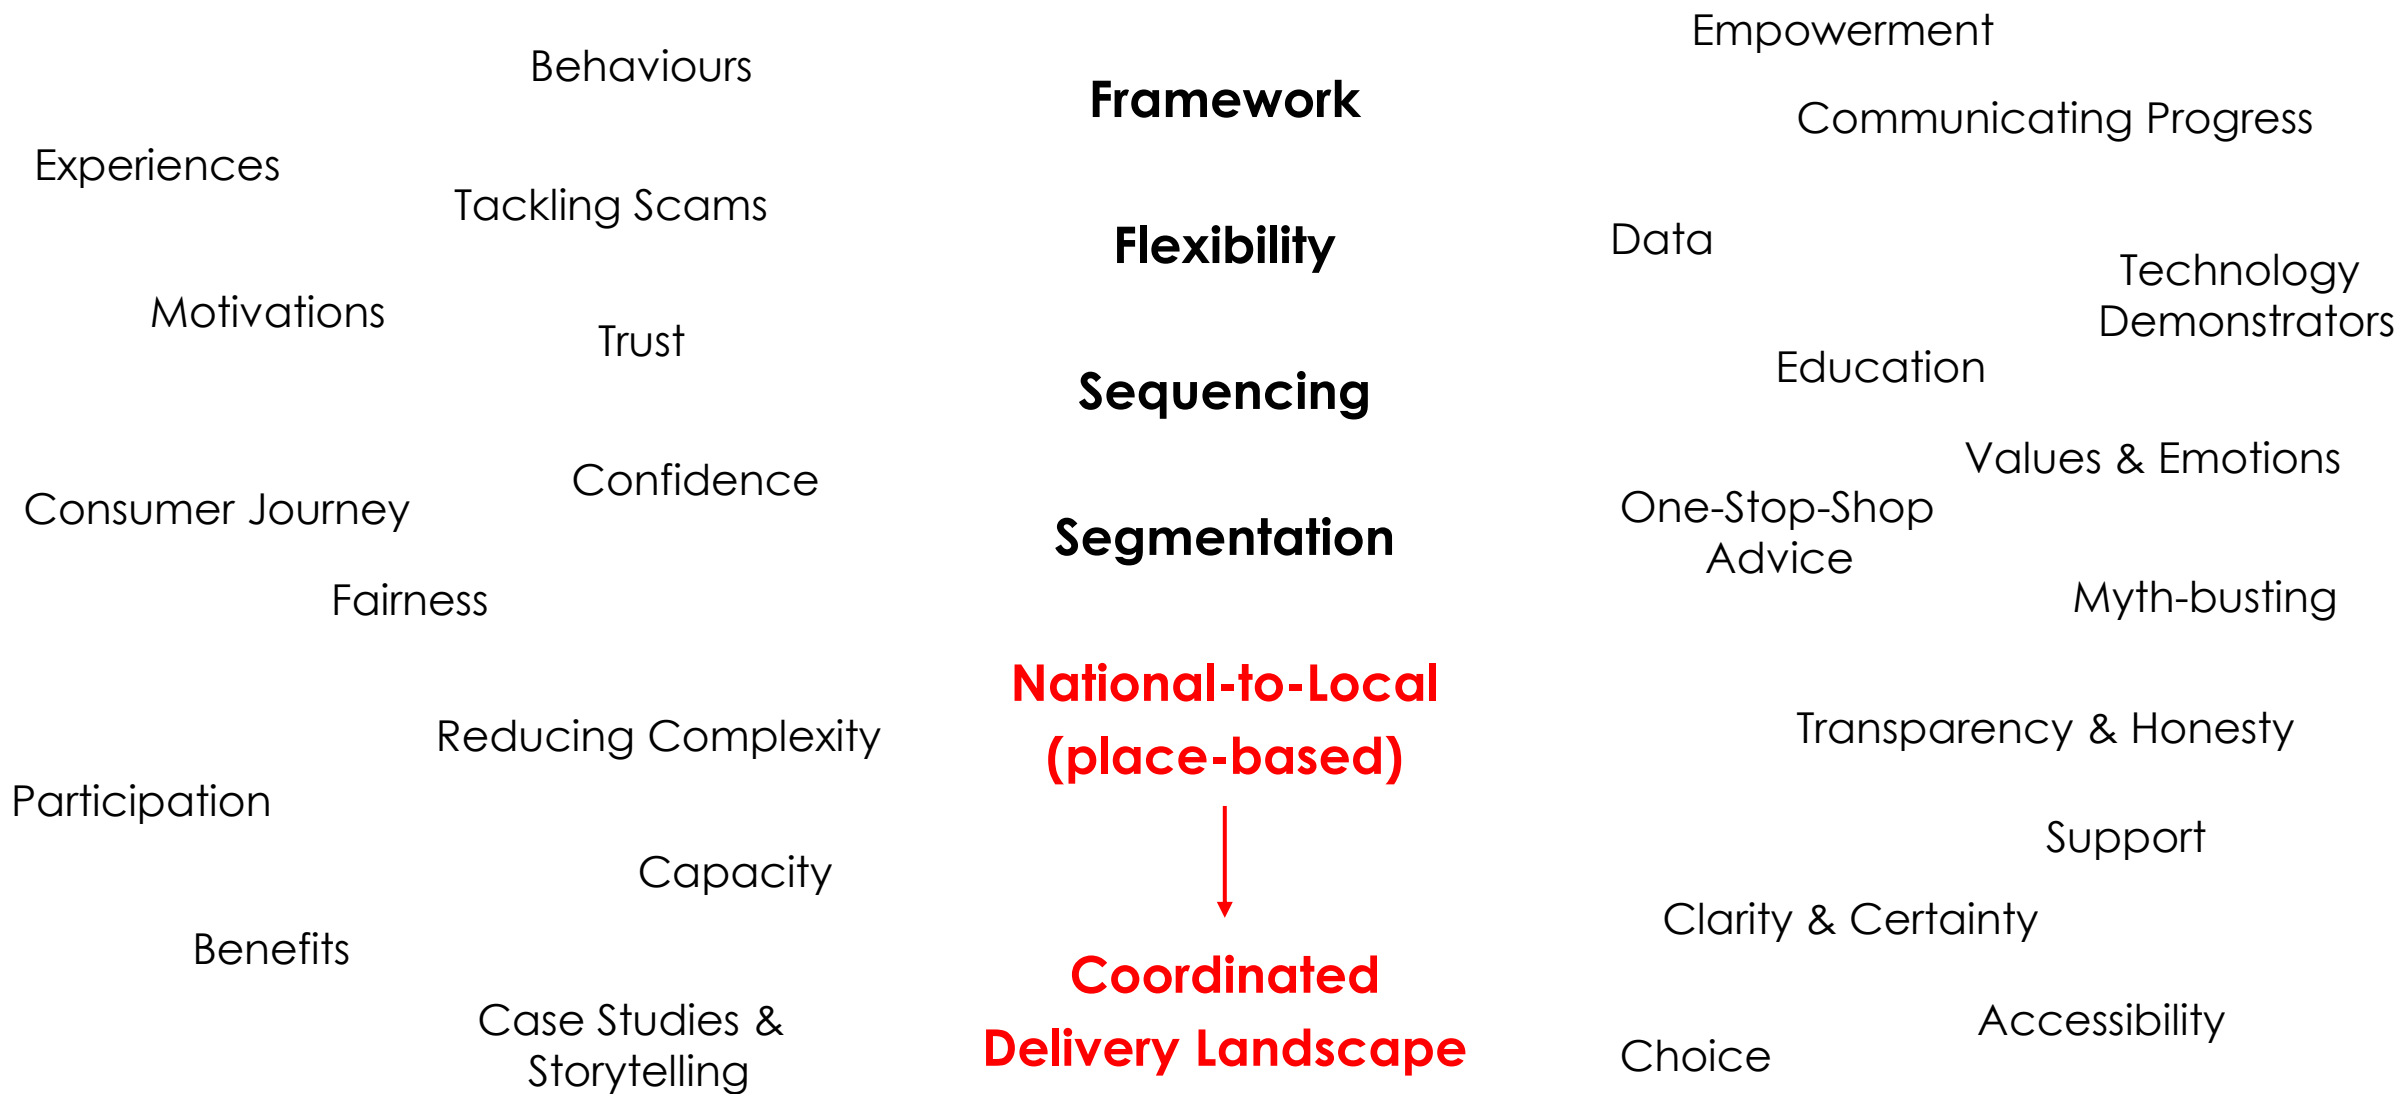 Behaviours
Experiences
Tackling Scams
Motivations
Trust
Confidence
Consumer Journey
Fairness
Reducing Complexity
Participation
Capacity
Benefits
Case Studies &
Storytelling
Framework
Flexibility
Sequencing
Segmentation
National-to-Local
(place-based)
Coordinated
Delivery Landscape
Empowerment
Communicating Progress
Data
Technology
Demonstrators
Education
Values & Emotions
One-Stop-Shop
Advice
Myth-busting
Transparency & Honesty
Support
Clarity & Certainty
Accessibility
Choice